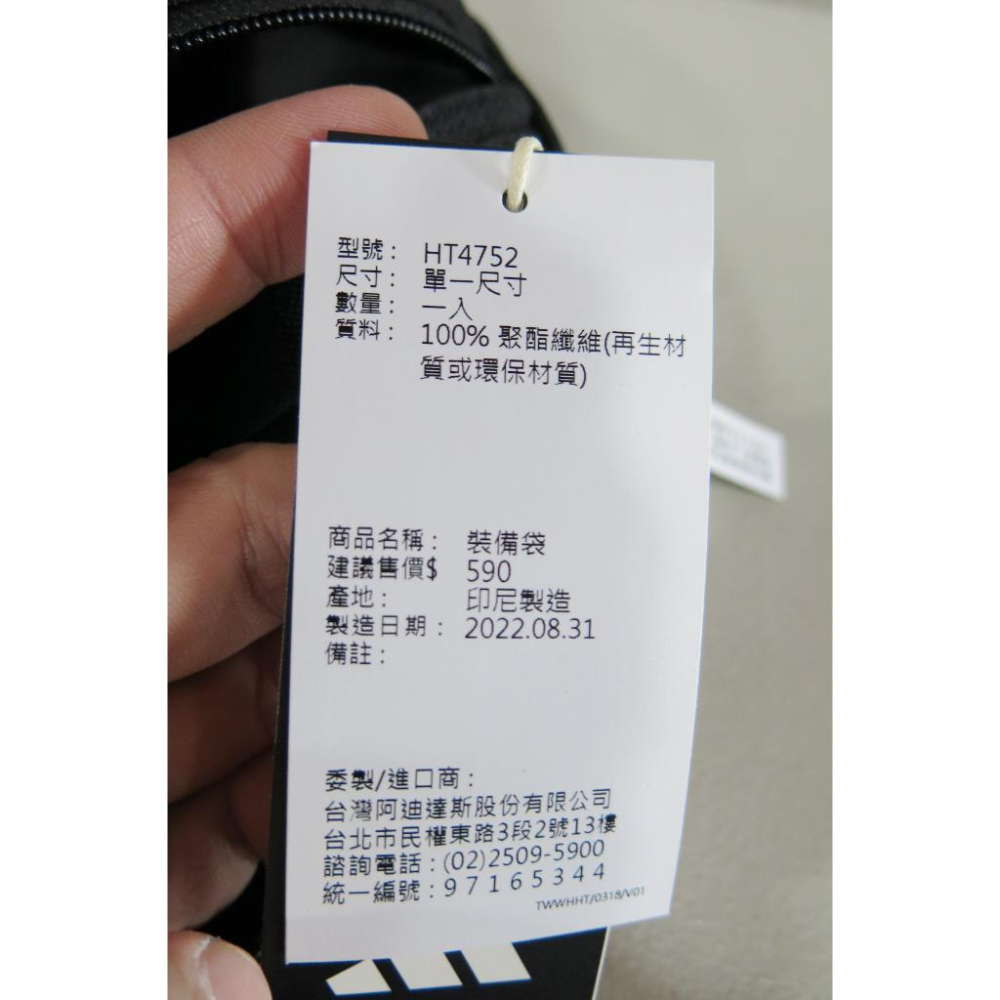 型號： HT4752
尺寸： 單一尺寸
數量： 一入
質料： 100% 聚酯纖維(再生材
質或環保材質)
商品名稱： 裝備袋
建議售價$ 590
產地： 印尼製造
製造日期： 2022.08.31
備註：
委製/進口商：
台灣阿迪達斯股份有限公司
台北市民權東路3段2號13樓
諮詢電話：(02)2509-5900
統一編號：97165344
TWWHHT/0318/V01